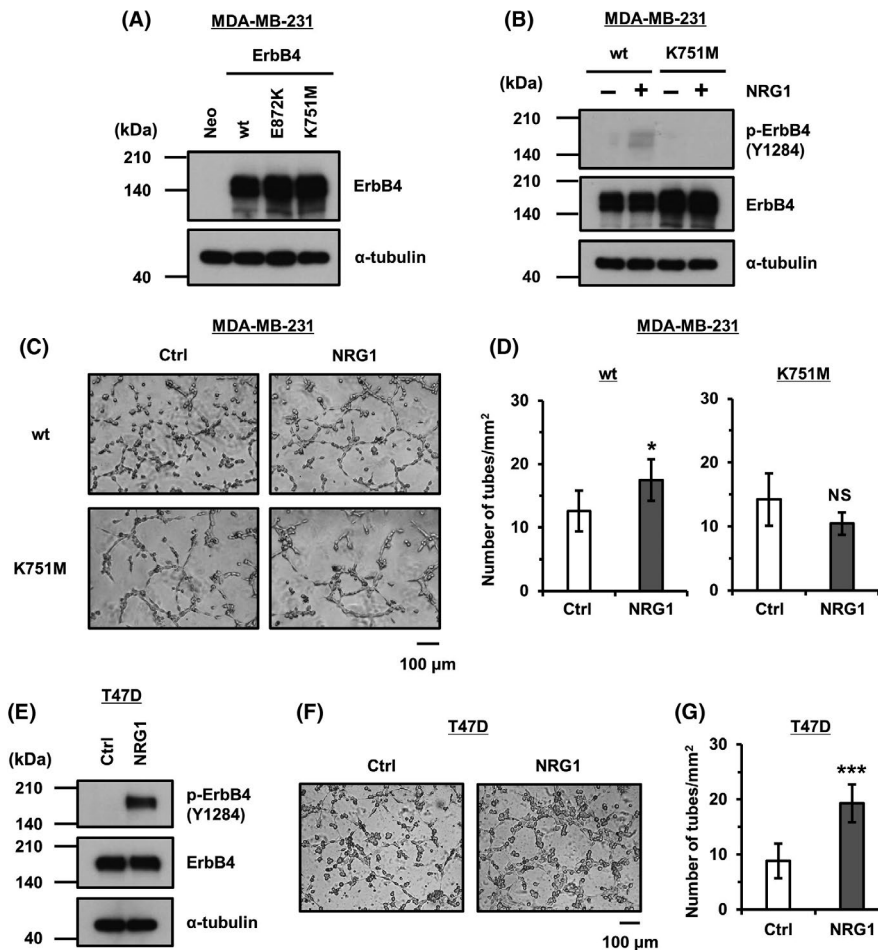 (A)
MDA-MB-231
ErbB4
(kDa)
Neo
wt
E872K
K751M
210
140
ErbB4
40
α-tubulin
(B)
MDA-MB-231
wt K751M
(kDa)
− + − + NRG1
210
140
p-ErbB4
(Y1284)
210
140
ErbB4
40
α-tubulin
(C)
MDA-MB-231
Ctrl NRG1
wt
K751M
100 μm
(D)
MDA-MB-231
wt
Number of tubes/mm²
30
20
10
0
*
Ctrl NRG1
K751M
30
20
10
0
NS
Ctrl NRG1
(E)
T47D
(kDa)
Ctrl
NRG1
210
140
p-ErbB4
(Y1284)
210
140
ErbB4
40
α-tubulin
(F)
T47D
Ctrl NRG1
100 μm
(G)
T47D
Number of tubes/mm²
30
20
10
0
***
Ctrl NRG1